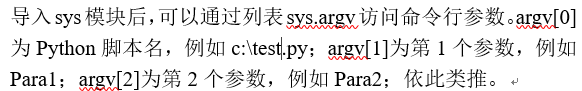 导入 sys 模块后，可以通过列表 sys.argv 访问命令行参数。argv[0]
为 Python 脚本名，例如 c:\test.py；argv[1]为第 1 个参数，例如
Para1；argv[2]为第 2 个参数，例如 Para2；依此类推。